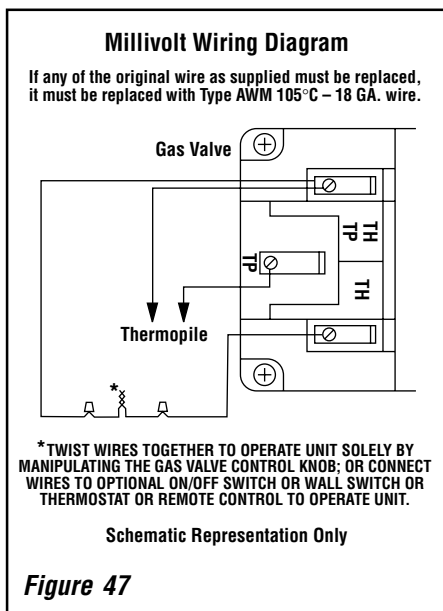 Millivolt Wiring Diagram
If any of the original wire as supplied must be replaced,
it must be replaced with Type AWM 105°C – 18 GA. wire.
Gas Valve
TH
TP
TP
TH
Thermopile
*
*TWIST WIRES TOGETHER TO OPERATE UNIT SOLELY BY
MANIPULATING THE GAS VALVE CONTROL KNOB; OR CONNECT
WIRES TO OPTIONAL ON/OFF SWITCH OR WALL SWITCH OR
THERMOSTAT OR REMOTE CONTROL TO OPERATE UNIT.
Schematic Representation Only
Figure 47